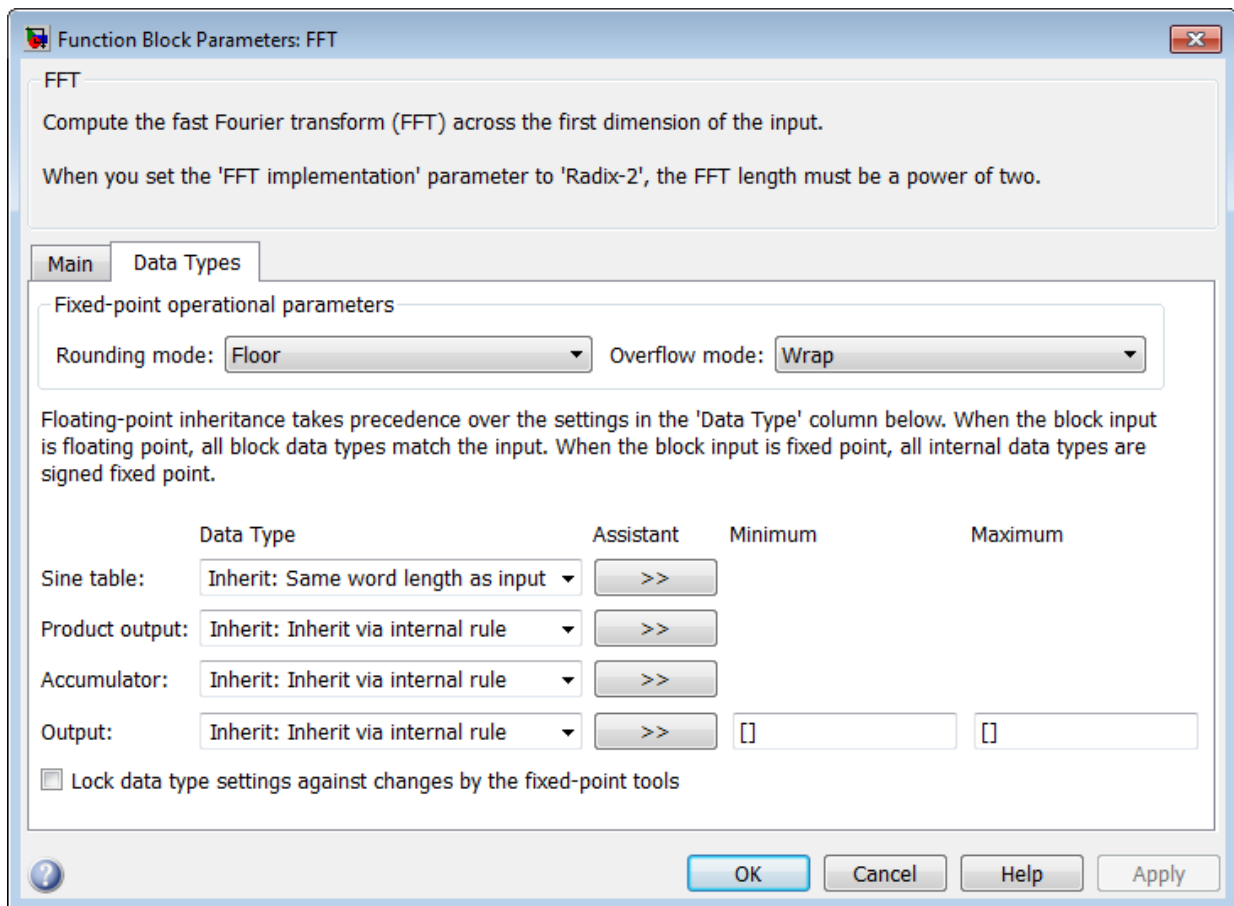 Function Block Parameters: FFT
FFT
Compute the fast Fourier transform (FFT) across the first dimension of the input.
When you set the 'FFT implementation' parameter to 'Radix-2', the FFT length must be a power of two.
Main Data Types
Fixed-point operational parameters
Rounding mode: Floor Overflow mode: Wrap
Floating-point inheritance takes precedence over the settings in the 'Data Type' column below. When the block input
is floating point, all block data types match the input. When the block input is fixed point, all internal data types are
signed fixed point.
Data Type Assistant Minimum Maximum
Sine table: Inherit: Same word length as input >>
Product output: Inherit: Inherit via internal rule >>
Accumulator: Inherit: Inherit via internal rule >>
Output: Inherit: Inherit via internal rule >> [] []
Lock data type settings against changes by the fixed-point tools
? OK Cancel Help Apply